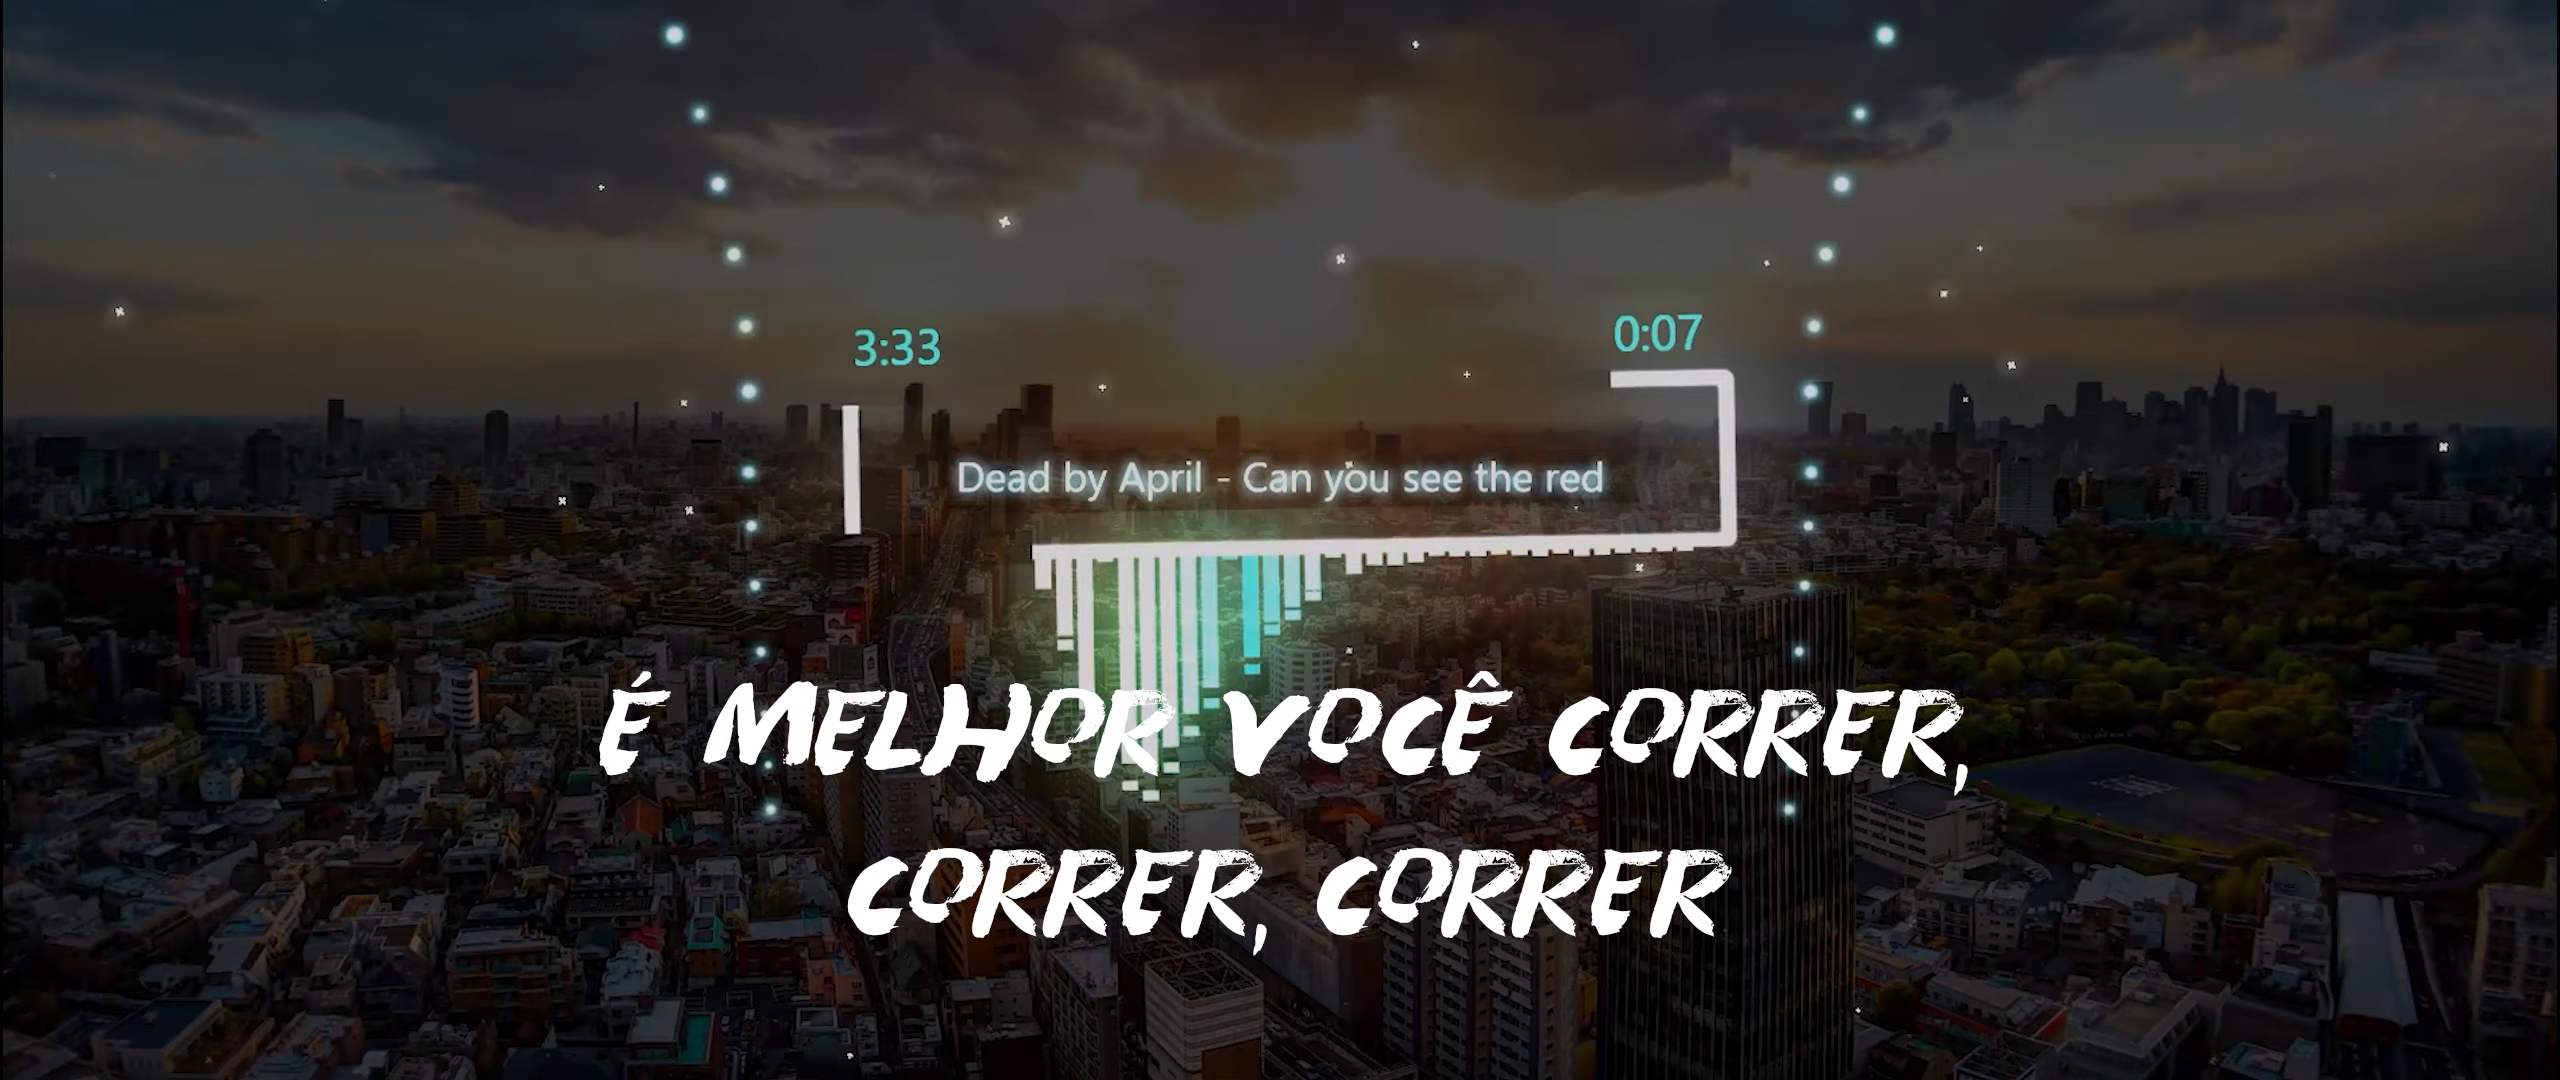 3:33
0:07
Dead by April - Can you see the red
É MELHOR VOCÊ CORRER,
CORRER, CORRER